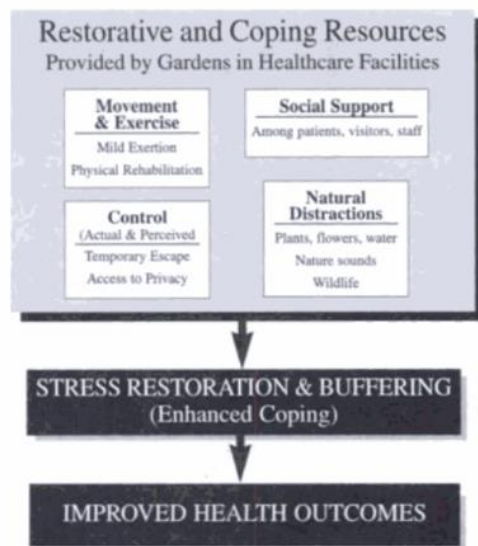 Restorative and Coping Resources
Provided by Gardens in Healthcare Facilities
Movement
& Exercise
Mild Exertion
Physical Rehabilitation
Social Support
Among patients, visitors, staff
Control
(Actual & Perceived
Temporary Escape
Access to Privacy
Natural
Distractions
Plants, flowers, water
Nature sounds
Wildlife
STRESS RESTORATION & BUFFERING
(Enhanced Coping)
IMPROVED HEALTH OUTCOMES